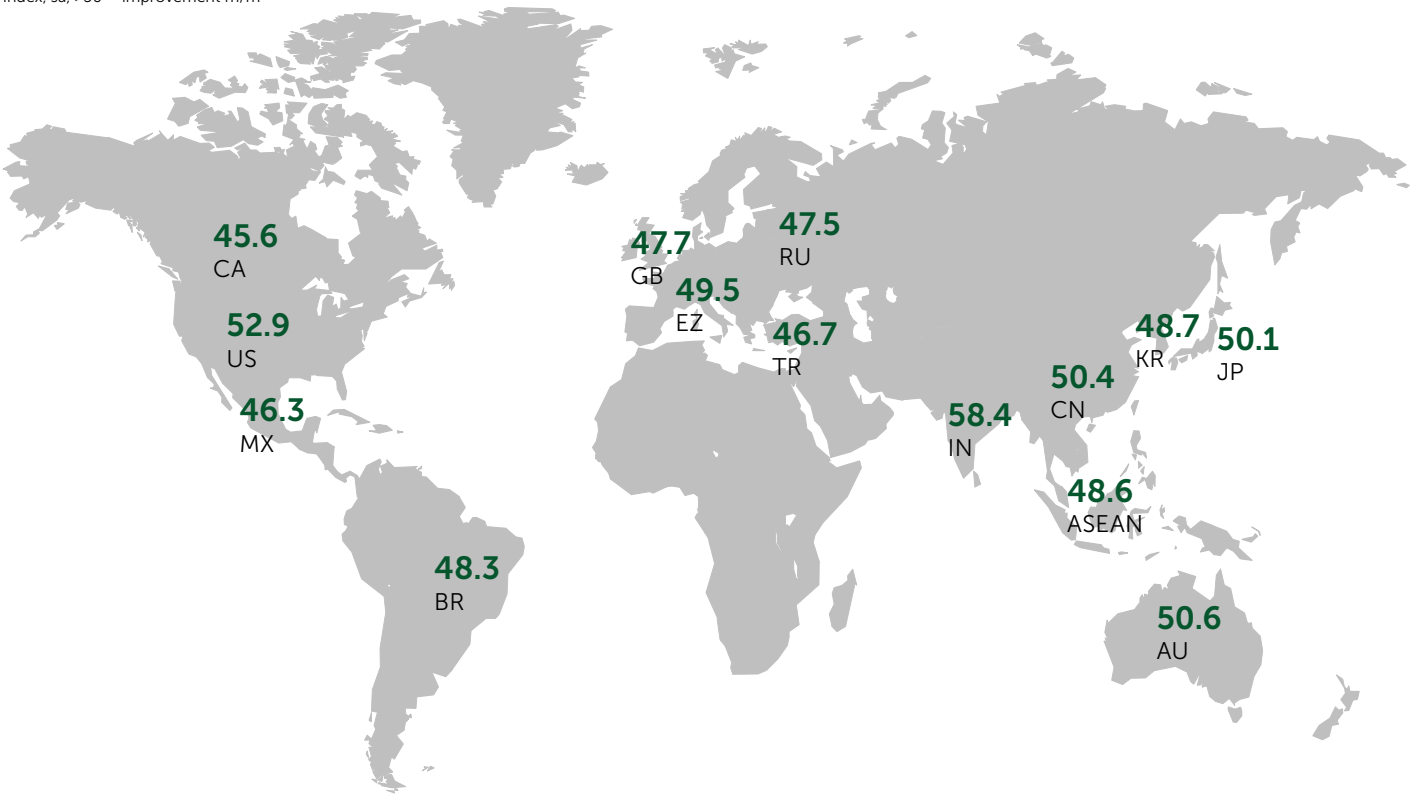 45.6
CA
52.9
US
46.3
MX
48.3
BR
47.7
GB
47.5
RU
49.5
EZ
46.7
TR
48.7
KR
50.1
JP
50.4
CN
58.4
IN
48.6
ASEAN
50.6
AU